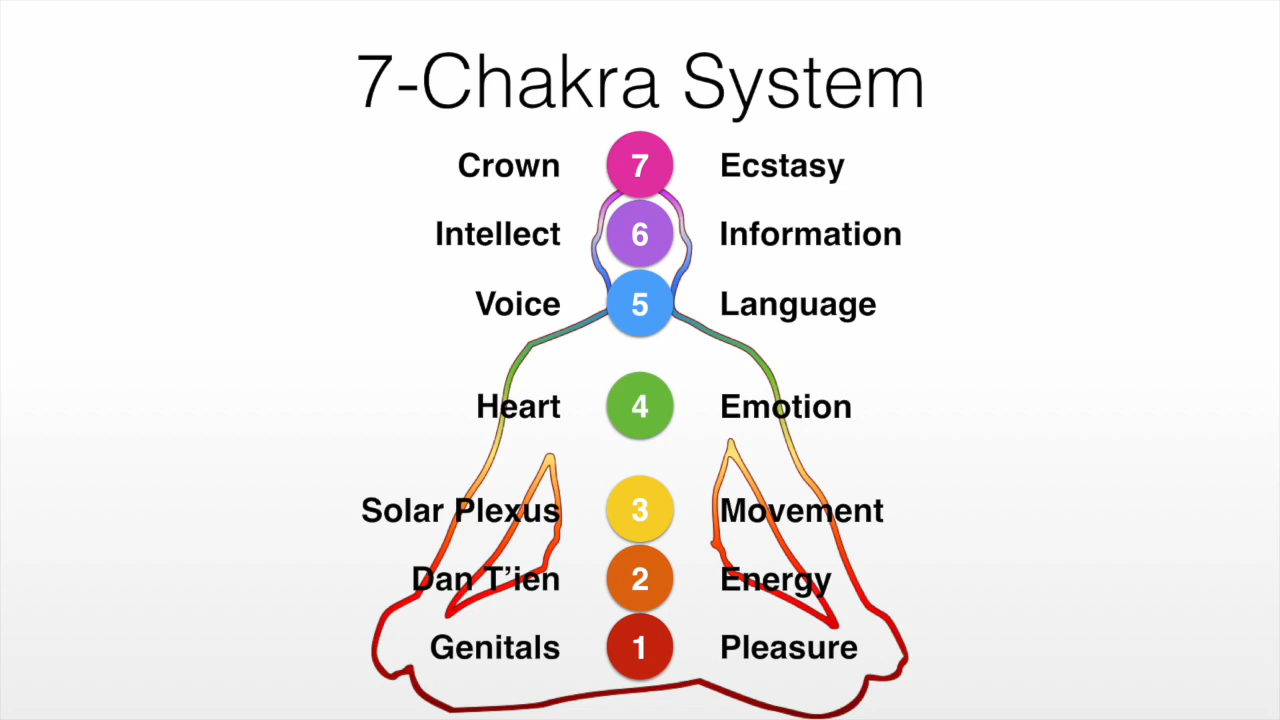 7-Chakra System
Crown 7 Ecstasy
Intellect 6 Information
Voice 5 Language
Heart 4 Emotion
Solar Plexus 3 Movement
Dan T’ien 2 Energy
Genitals 1 Pleasure